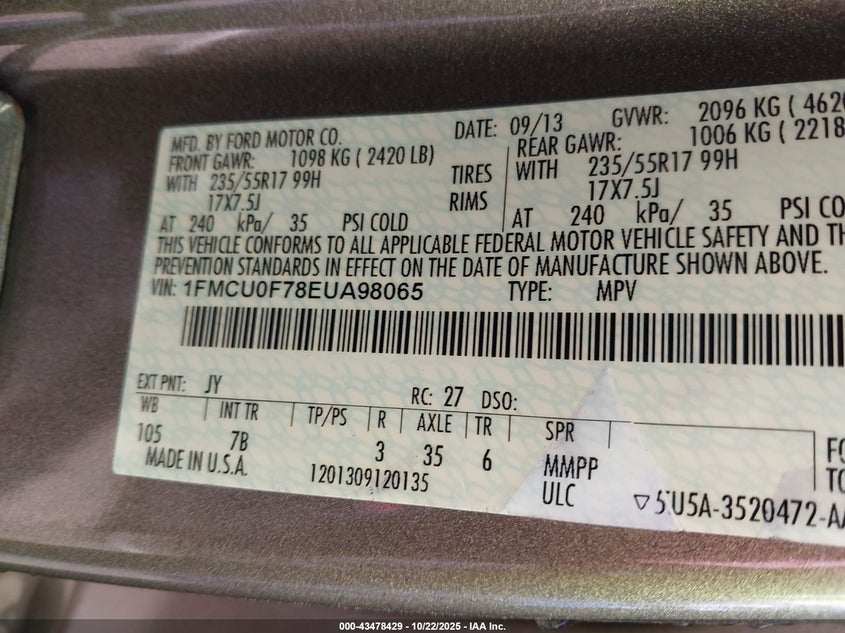 MFD. BY FORD MOTOR CO. DATE: 09/13 GVWR: 2096 KG ( 4620
FRONT GAWR: 1098 KG ( 2420 LB) REAR GAWR: 1006 KG ( 2218
WITH 235/55R17 99H TIRES WITH 235/55R17 99H
17X7.5J RIMS 17X7.5J
AT 240 kPa/ 35 PSI COLD AT 240 kPa/ 35 PSI CO
THIS VEHICLE CONFORMS TO ALL APPLICABLE FEDERAL MOTOR VEHICLE SAFETY AND TH
PREVENTION STANDARDS IN EFFECT ON THE DATE OF MANUFACTURE SHOWN ABOVE.
VIN: 1FMCU0F78EUA98065 TYPE: MPV
EXT PNT: JY RC: 27 DSO:
WB INT TR TP/PS R AXLE TR SPR
105 7B 3 35 6 MMPP FO
MADE IN U.S.A. 1201309120135 ULC TO
5U5A-3520472-AA
000-43478429 - 10/22/2025 - IAA Inc.